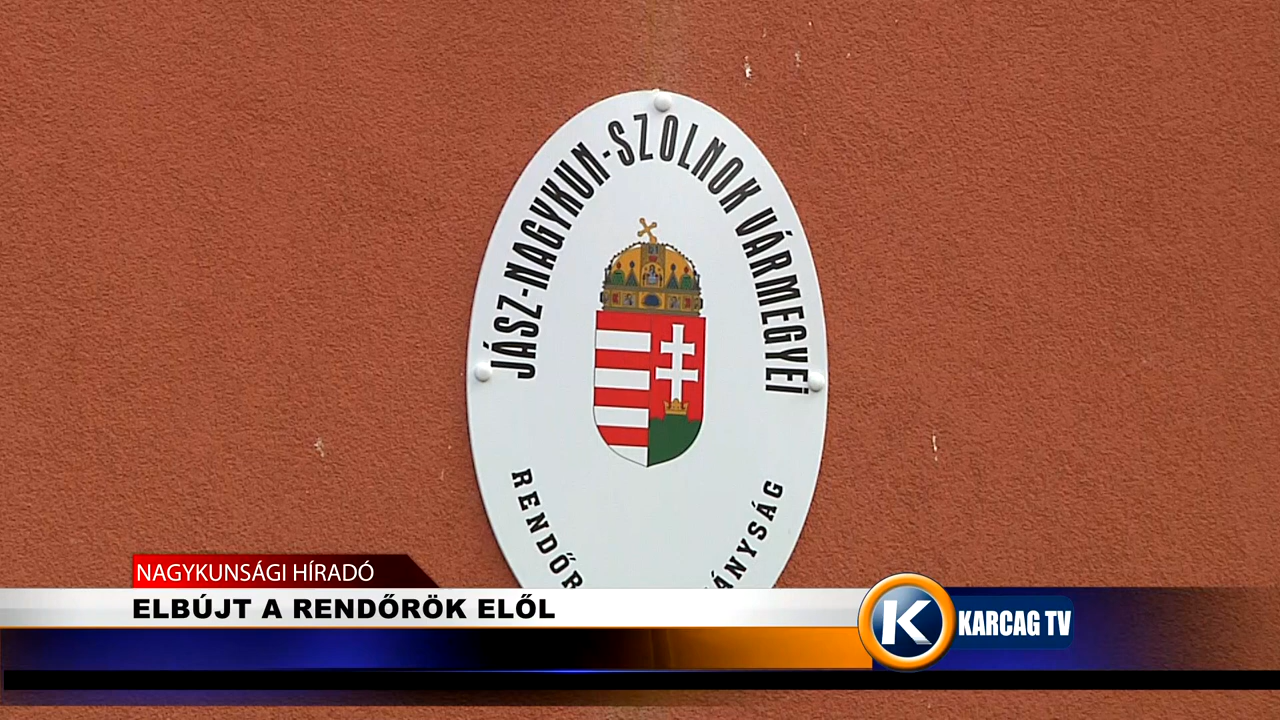 JÁSZ-NAGYKUN-SZOLNOK VÁRMEGYEI
NAGYKUNSÁGI HÍRADÓ
ELBÚJT A RENDŐRÖK ELŐL
K KARCAG TV